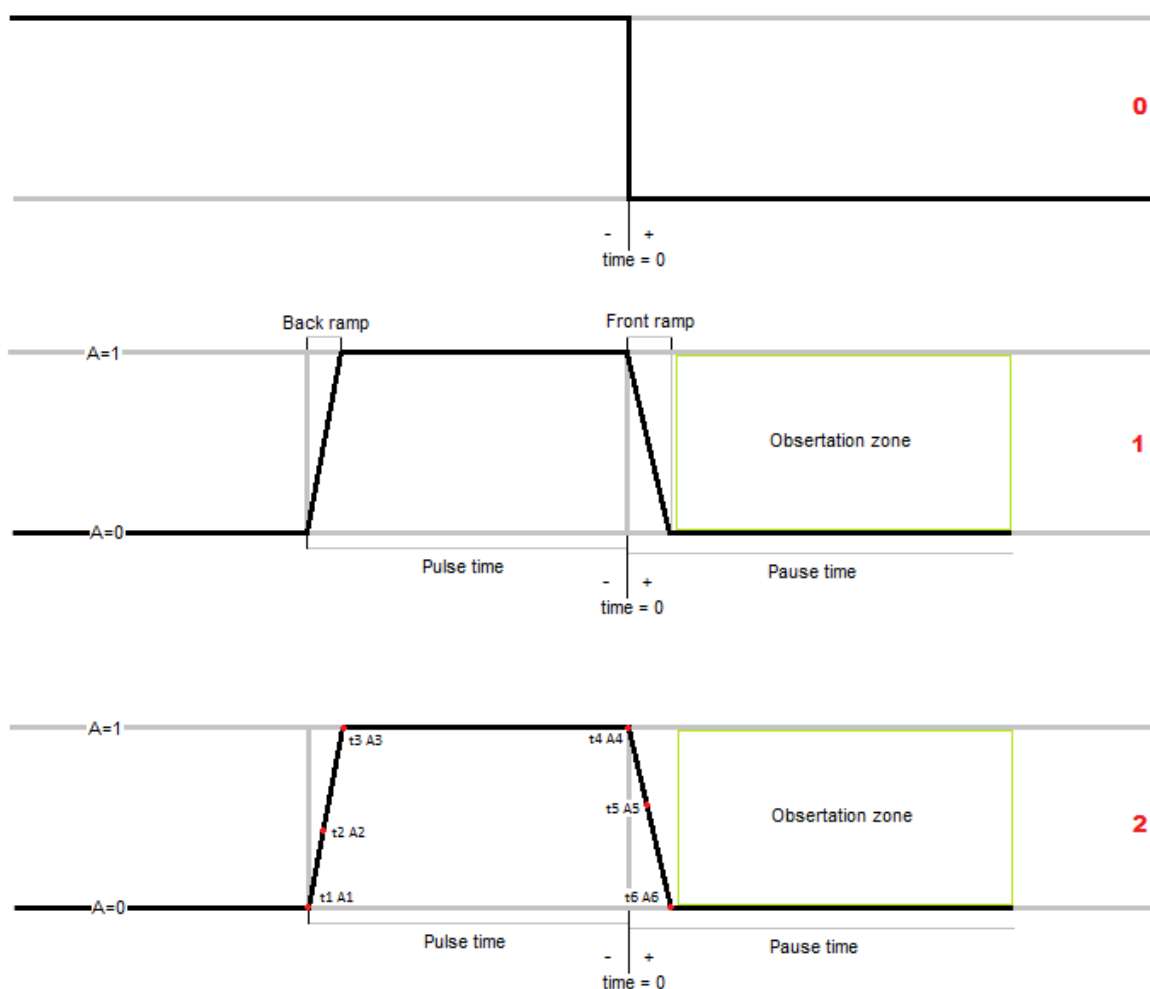 0
- +
time = 0
Back ramp
Front ramp
A=1
Obsertation zone
1
A=0
Pulse time
Pause time
- +
time = 0
A=1
t3 A3
t4 A4
t5 A5
Obsertation zone
2
t2 A2
t1 A1
t6 A6
A=0
Pulse time
Pause time
- +
time = 0